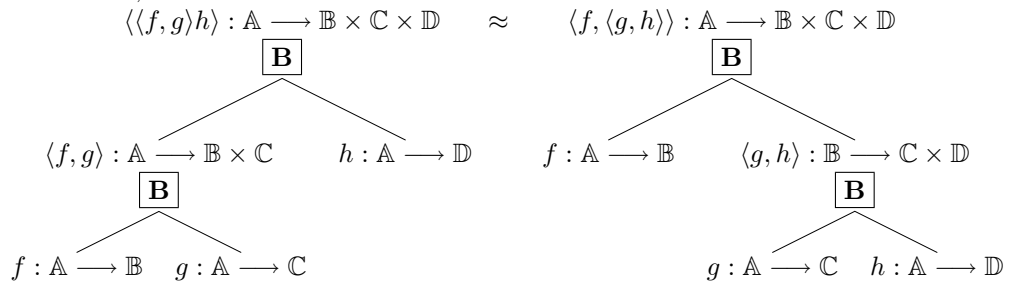 ⟨⟨f, g⟩h⟩ : 𝔸 ⟶ 𝔹 × ℂ × 𝔻 ≈ ⟨f, ⟨g, h⟩⟩ : 𝔸 ⟶ 𝔹 × ℂ × 𝔻
B B
⟨f, g⟩ : 𝔸 ⟶ 𝔹 × ℂ h : 𝔸 ⟶ 𝔻 f : 𝔸 ⟶ 𝔹 ⟨g, h⟩ : 𝔹 ⟶ ℂ × 𝔻
B B
f : 𝔸 ⟶ 𝔹 g : 𝔸 ⟶ ℂ g : 𝔸 ⟶ ℂ h : 𝔸 ⟶ 𝔻